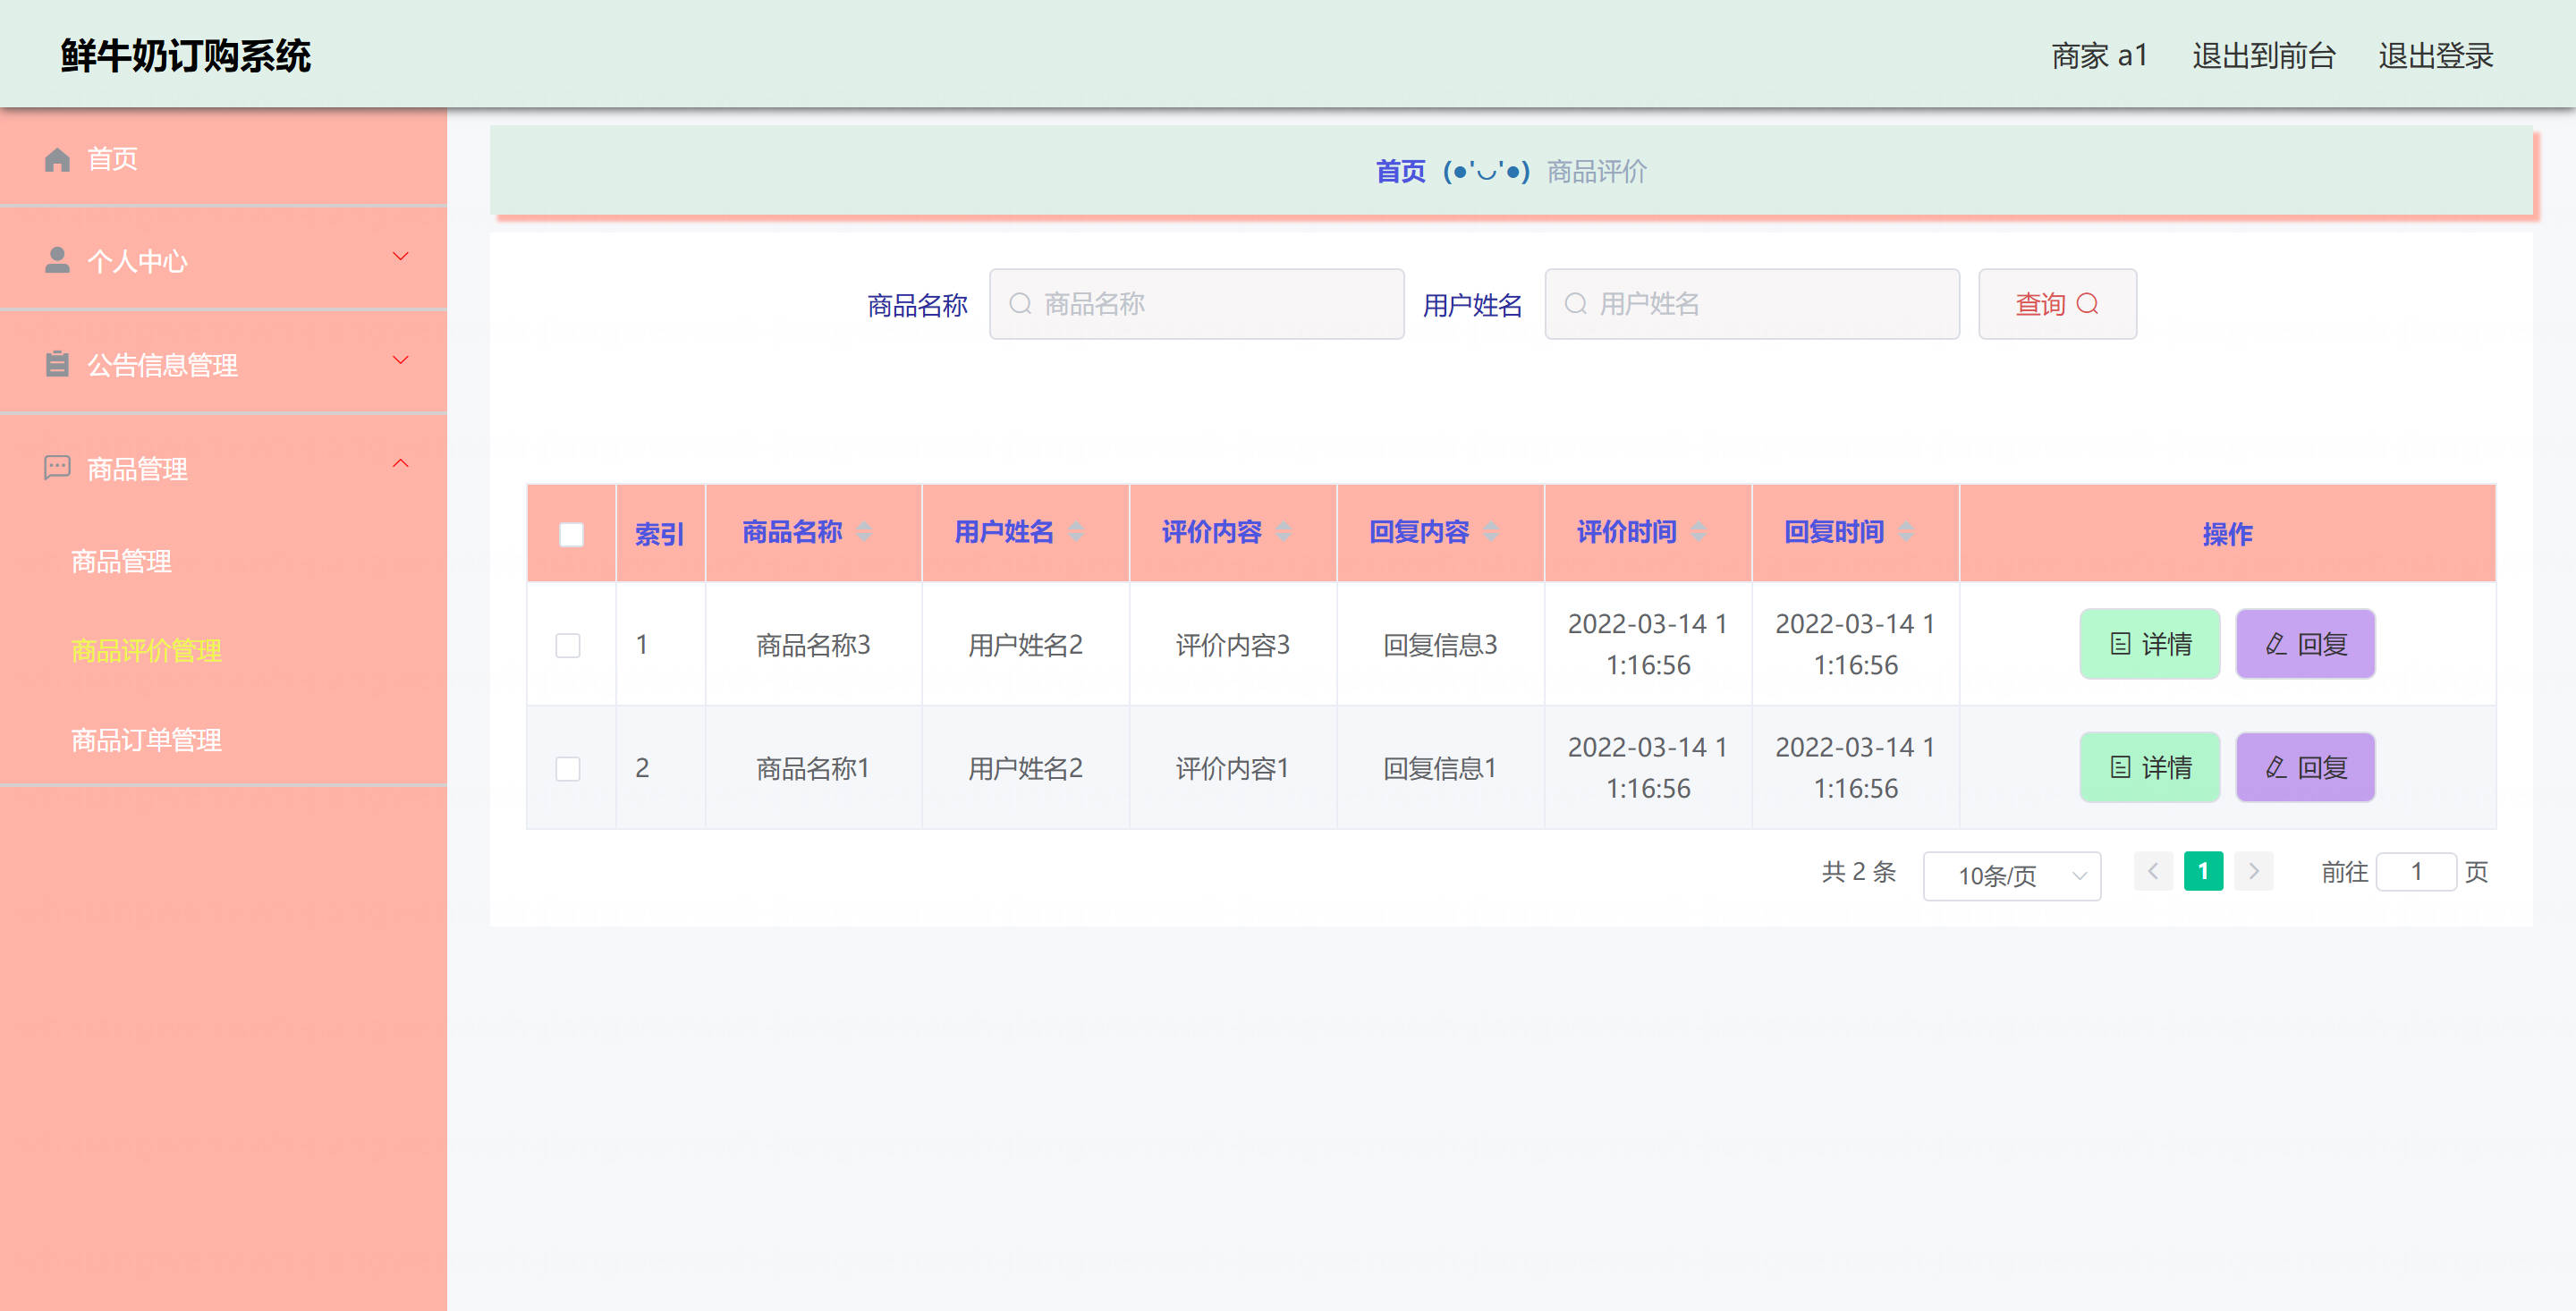 鲜牛奶订购系统
商家 a1 退出到前台 退出登录
首页
个人中心
公告信息管理
商品管理
商品管理
商品评价管理
商品订单管理
首页 (●'◡'●) 商品评价
商品名称 商品名称 用户姓名 用户姓名 查询
索引 商品名称 用户姓名 评价内容 回复内容 评价时间 回复时间 操作
1 商品名称3 用户姓名2 评价内容3 回复信息3 2022-03-14 1 2022-03-14 1 详情 回复
1:16:56 1:16:56
2 商品名称1 用户姓名2 评价内容1 回复信息1 2022-03-14 1 2022-03-14 1 详情 回复
1:16:56 1:16:56
共 2 条 10条/页 1 前往 1 页